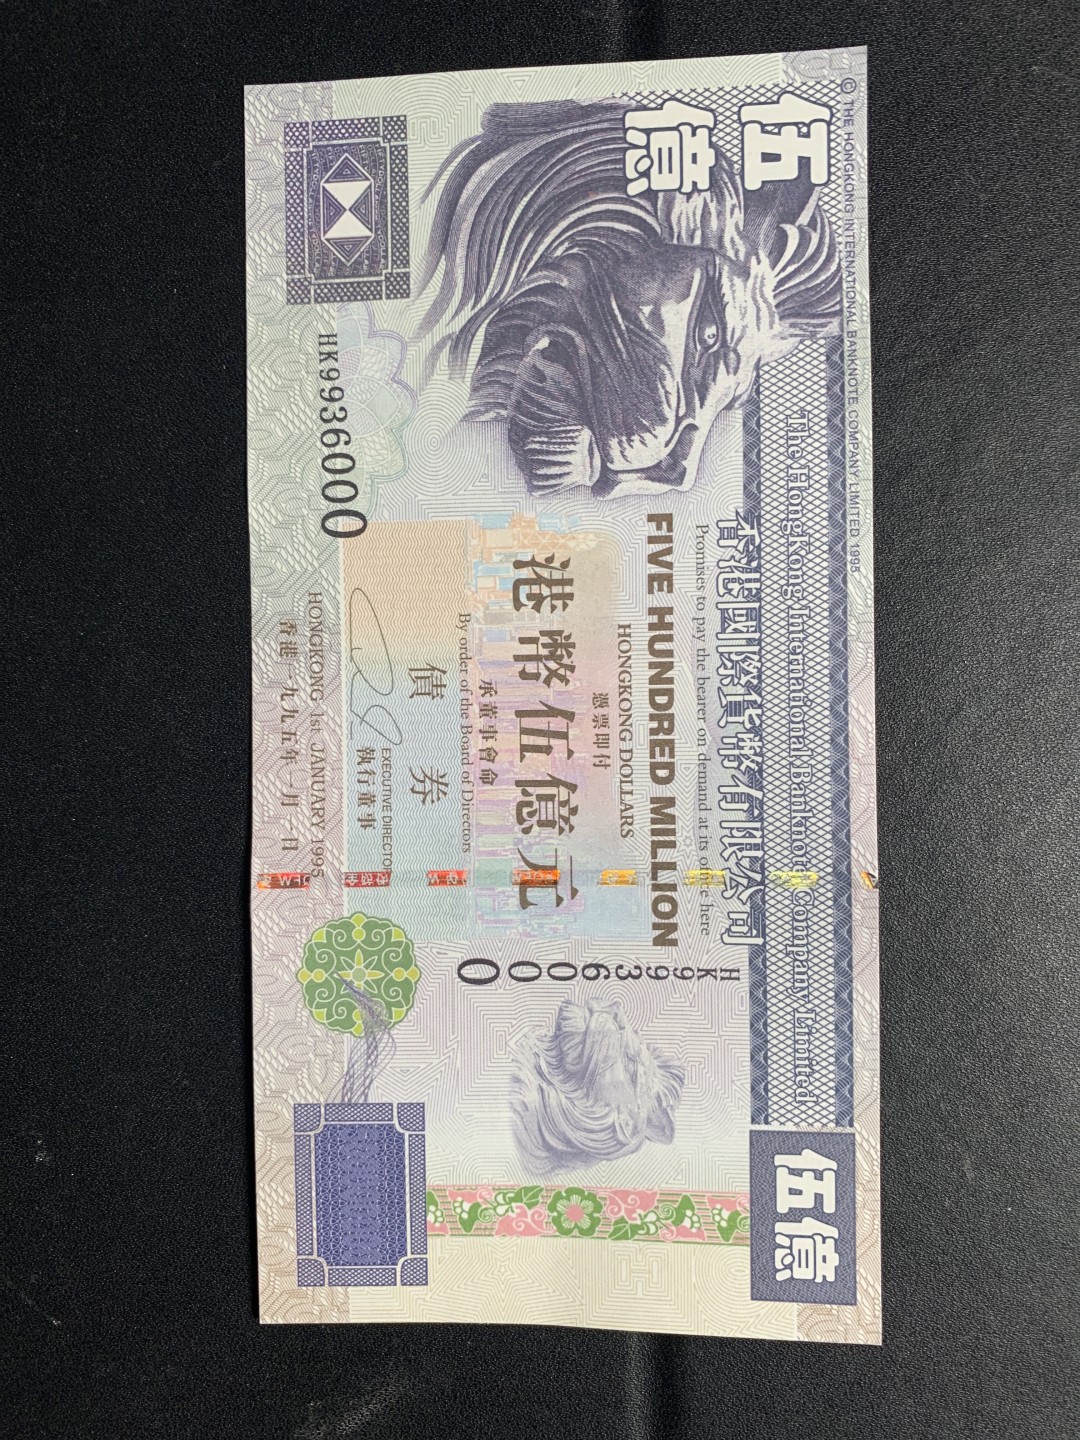 © THE HONGKONG INTERNATIONAL BANKNOTE COMPANY LIMITED 1995
伍億
The Hongkong International Banknote Company Limited
香港國際貨幣有限公司
Promises to pay the bearer on demand at its office here
FIVE HUNDRED MILLION
HONGKONG DOLLARS
憑票即付
港幣伍億元
承董事會命
By order of the Board of Directors
債券
EXECUTIVE DIRECTOR
執行董事
HONGKONG 1st JANUARY 1995
香港一九九五年一月一日
HK9936000
HK9936000
伍億